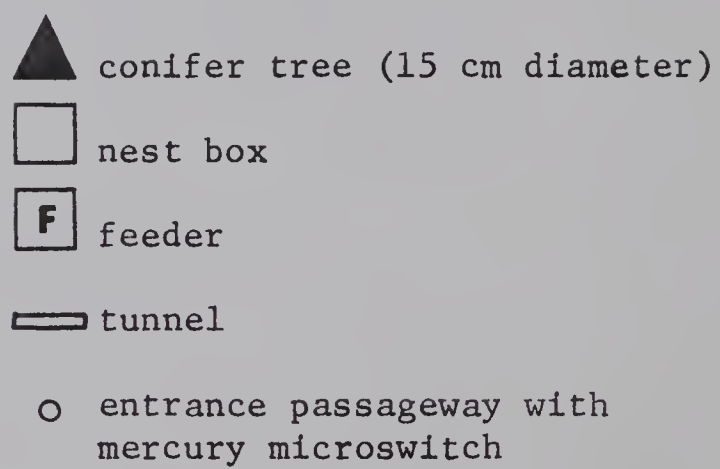 conifer tree (15 cm diameter)
nest box
F feeder
tunnel
entrance passageway with
mercury microswitch